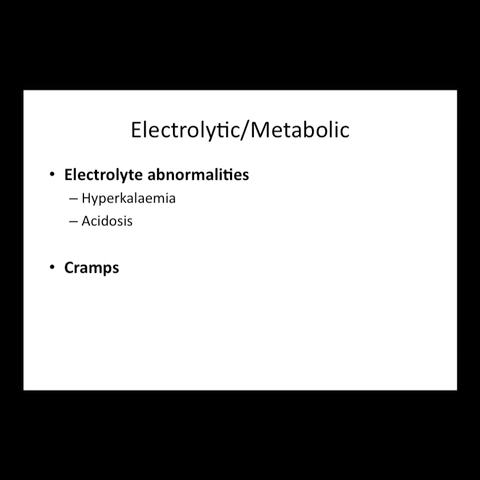 Electrolytic/Metabolic
• Electrolyte abnormalities
– Hyperkalaemia
– Acidosis
• Cramps